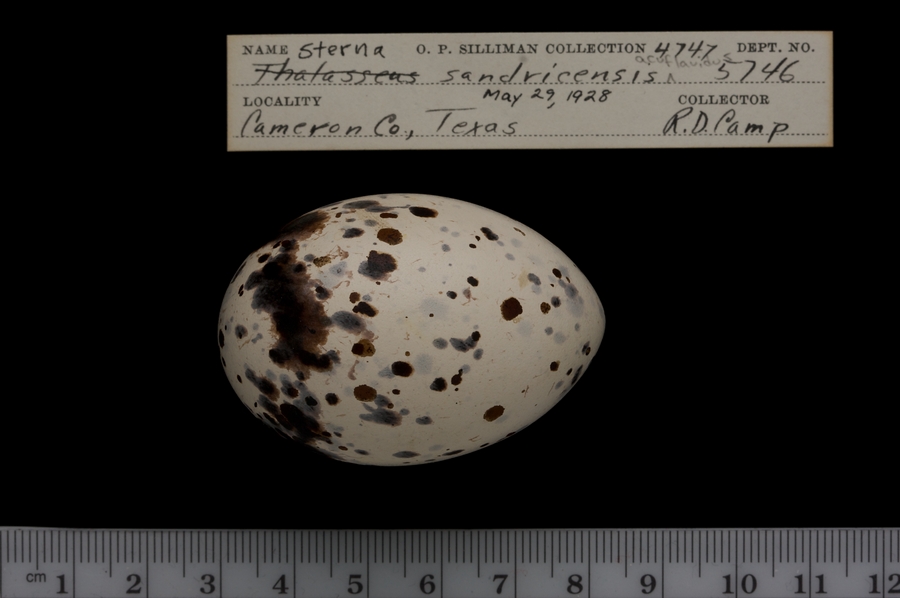 NAME Sterna O. P. SILLIMAN COLLECTION 4747 DEPT. NO.
acuflavidus
Thalasseus sandvicensis ^ 5746
LOCALITY May 29, 1928 COLLECTOR
Cameron Co., Texas R.D. Camp
cm 1 2 3 4 5 6 7 8 9 10 11 12